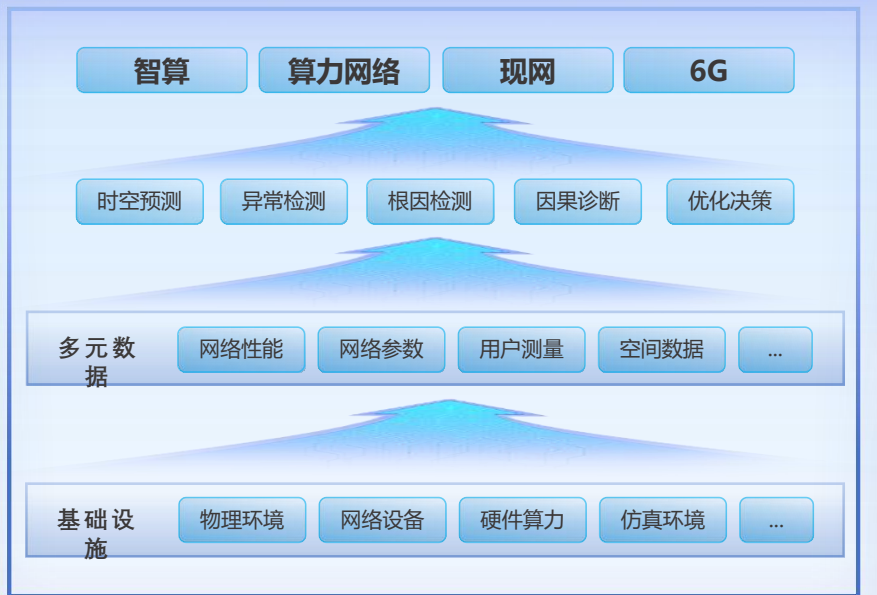 智算 算力网络 现网 6G
时空预测 异常检测 根因检测 因果诊断 优化决策
多元数
据
网络性能 网络参数 用户测量 空间数据 ...
基础设
施
物理环境 网络设备 硬件算力 仿真环境 ...